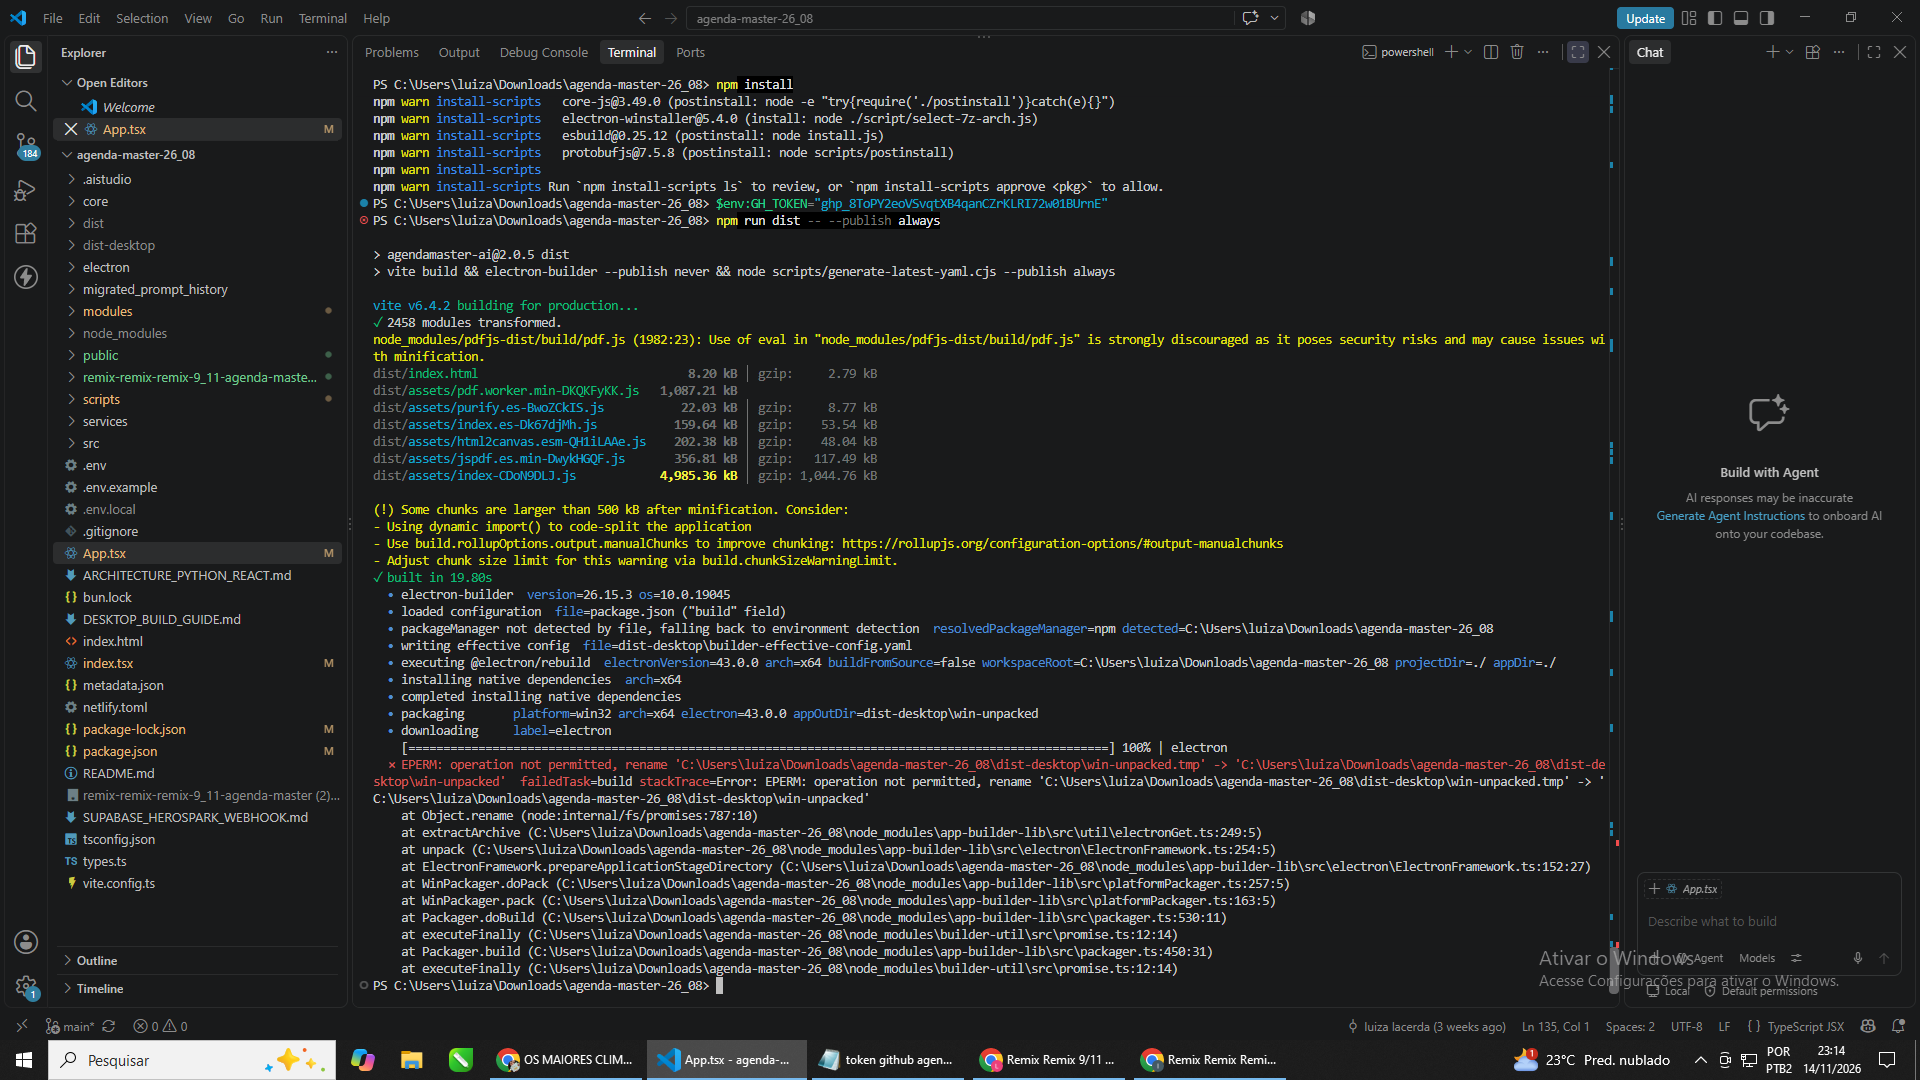 File Edit Selection View Go Run Terminal Help
agenda-master-26_08
Update
Explorer
Open Editors
Welcome
App.tsx M
agenda-master-26_08
.aistudio
core
dist
dist-desktop
electron
migrated_prompt_history
modules
node_modules
public
remix-remix-remix-9_11-agenda-maste...
scripts
services
src
.env
.env.example
.env.local
.gitignore
App.tsx M
ARCHITECTURE_PYTHON_REACT.md
bun.lock
DESKTOP_BUILD_GUIDE.md
index.html
index.tsx M
metadata.json
netlify.toml
package-lock.json M
package.json M
README.md
remix-remix-remix-9_11-agenda-master (2)...
SUPABASE_HEROSPARK_WEBHOOK.md
tsconfig.json
types.ts
vite.config.ts
Outline
Timeline
184
1
Problems Output Debug Console Terminal Ports
powershell
PS C:\Users\luiza\Downloads\agenda-master-26_08> npm install
npm warn install-scripts core-js@3.49.0 (postinstall: node -e "try{require('./postinstall')}catch(e){}")
npm warn install-scripts electron-winstaller@5.4.0 (install: node ./script/select-7z-arch.js)
npm warn install-scripts esbuild@0.25.12 (postinstall: node install.js)
npm warn install-scripts protobufjs@7.5.8 (postinstall: node scripts/postinstall)
npm warn install-scripts
npm warn install-scripts Run `npm install-scripts ls` to review, or `npm install-scripts approve <pkg>` to allow.
PS C:\Users\luiza\Downloads\agenda-master-26_08> $env:GH_TOKEN="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"
PS C:\Users\luiza\Downloads\agenda-master-26_08> npm run dist -- --publish always
> agendamaster-ai@2.0.5 dist
> vite build && electron-builder --publish never && node scripts/generate-latest-yaml.cjs --publish always
vite v6.4.2 building for production...
✓ 2458 modules transformed.
node_modules/pdfjs-dist/build/pdf.js (1982:23): Use of eval in "node_modules/pdfjs-dist/build/pdf.js" is strongly discouraged as it poses security risks and may cause issues wi
th minification.
dist/index.html 8.20 kB │ gzip: 2.79 kB
dist/assets/pdf.worker.min-DKQKFyKK.js 1,087.21 kB
dist/assets/purify.es-BwoZCkIS.js 22.03 kB │ gzip: 8.77 kB
dist/assets/index.es-Dk67djMh.js 159.64 kB │ gzip: 53.54 kB
dist/assets/html2canvas.esm-QH1iLAAe.js 202.38 kB │ gzip: 48.04 kB
dist/assets/jspdf.es.min-DwykHGQF.js 356.81 kB │ gzip: 117.49 kB
dist/assets/index-CDoN9DLJ.js 4,985.36 kB │ gzip: 1,044.76 kB
(!) Some chunks are larger than 500 kB after minification. Consider:
- Using dynamic import() to code-split the application
- Use build.rollupOptions.output.manualChunks to improve chunking: https://rollupjs.org/configuration-options/#output-manualchunks
- Adjust chunk size limit for this warning via build.chunkSizeWarningLimit.
✓ built in 19.80s
• electron-builder version=26.15.3 os=10.0.19045
• loaded configuration file=package.json ("build" field)
• packageManager not detected by file, falling back to environment detection resolvedPackageManager=npm detected=C:\Users\luiza\Downloads\agenda-master-26_08
• writing effective config file=dist-desktop\builder-effective-config.yaml
• executing @electron/rebuild electronVersion=43.0.0 arch=x64 buildFromSource=false workspaceRoot=C:\Users\luiza\Downloads\agenda-master-26_08 projectDir=./ appDir=./
• installing native dependencies arch=x64
• completed installing native dependencies
• packaging platform=win32 arch=x64 electron=43.0.0 appOutDir=dist-desktop\win-unpacked
• downloading label=electron
[====================================================================================================] 100% | electron
⨯ EPERM: operation not permitted, rename 'C:\Users\luiza\Downloads\agenda-master-26_08\dist-desktop\win-unpacked.tmp' -> 'C:\Users\luiza\Downloads\agenda-master-26_08\dist-de
sktop\win-unpacked' failedTask=build stackTrace=Error: EPERM: operation not permitted, rename 'C:\Users\luiza\Downloads\agenda-master-26_08\dist-desktop\win-unpacked.tmp' -> '
C:\Users\luiza\Downloads\agenda-master-26_08\dist-desktop\win-unpacked'
at Object.rename (node:internal/fs/promises:787:10)
at extractArchive (C:\Users\luiza\Downloads\agenda-master-26_08\node_modules\app-builder-lib\src\util\electronGet.ts:249:5)
at unpack (C:\Users\luiza\Downloads\agenda-master-26_08\node_modules\app-builder-lib\src\electron\ElectronFramework.ts:254:5)
at ElectronFramework.prepareApplicationStageDirectory (C:\Users\luiza\Downloads\agenda-master-26_08\node_modules\app-builder-lib\src\electron\ElectronFramework.ts:152:27)
at WinPackager.doPack (C:\Users\luiza\Downloads\agenda-master-26_08\node_modules\app-builder-lib\src\platformPackager.ts:257:5)
at WinPackager.pack (C:\Users\luiza\Downloads\agenda-master-26_08\node_modules\app-builder-lib\src\platformPackager.ts:163:5)
at Packager.doBuild (C:\Users\luiza\Downloads\agenda-master-26_08\node_modules\app-builder-lib\src\packager.ts:530:11)
at executeFinally (C:\Users\luiza\Downloads\agenda-master-26_08\node_modules\builder-util\src\promise.ts:12:14)
at Packager.build (C:\Users\luiza\Downloads\agenda-master-26_08\node_modules\app-builder-lib\src\packager.ts:450:31)
at executeFinally (C:\Users\luiza\Downloads\agenda-master-26_08\node_modules\builder-util\src\promise.ts:12:14)
PS C:\Users\luiza\Downloads\agenda-master-26_08>
Chat
Build with Agent
AI responses may be inaccurate
Generate Agent Instructions to onboard AI
onto your codebase.
App.tsx
Describe what to build
Agent Models
Local Default permissions
Ativar o Windows
Acesse Configurações para ativar o Windows.
main* 0 0
luiza lacerda (3 weeks ago) Ln 135, Col 1 Spaces: 2 UTF-8 LF { } TypeScript JSX
Pesquisar
OS MAIORES CLIM...
App.tsx - agenda-...
token github agen...
Remix Remix 9/11 ...
Remix Remix Remi...
1
23°C Pred. nublado
POR
PTB2
23:14
14/11/2026